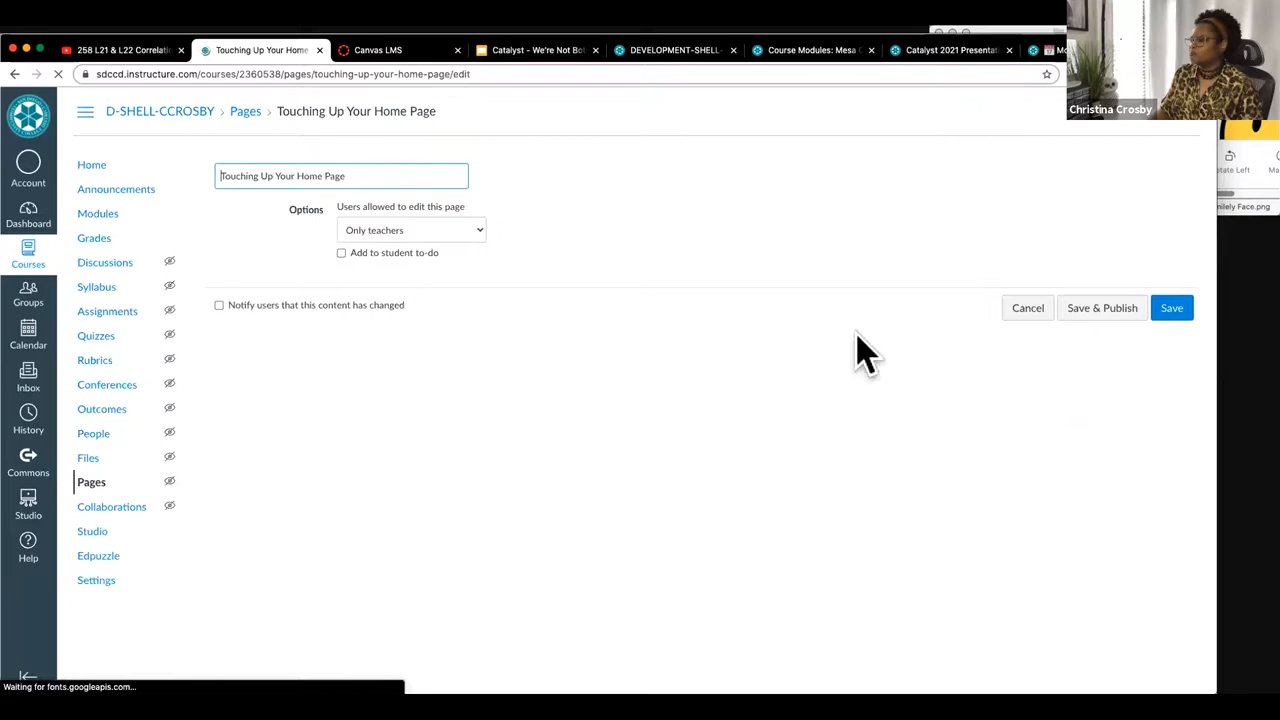 258 L21 & L22 Correlatio
Touching Up Your Home
Canvas LMS
Catalyst - We're Not Bo
DEVELOPMENT-SHELL-
Course Modules: Mesa C
Catalyst 2021 Presentati
Mo
sdccd.instructure.com/courses/2360538/pages/touching-up-your-home-page/edit
Christina Crosby
D-SHELL-CCROSBY > Pages > Touching Up Your Home Page
Account
Dashboard
Courses
Groups
Calendar
Inbox
History
Commons
Studio
Help
Home
Announcements
Modules
Grades
Discussions
Syllabus
Assignments
Quizzes
Rubrics
Conferences
Outcomes
People
Files
Pages
Collaborations
Studio
Edpuzzle
Settings
Touching Up Your Home Page
Options
Users allowed to edit this page
Only teachers
Add to student to-do
Notify users that this content has changed
Cancel
Save & Publish
Save
otate Left
Ma
milely Face.png
Waiting for fonts.googleapis.com...